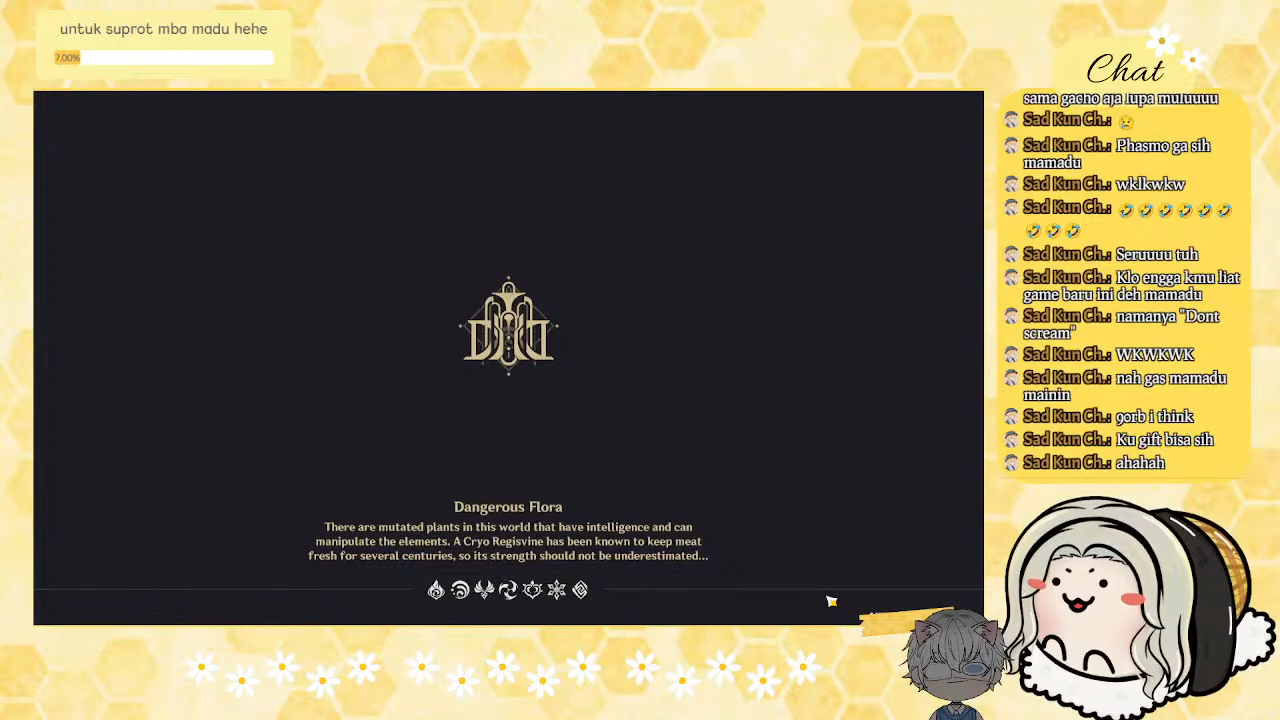 untuk suprot mba madu hehe
7.00%
Chat
sama gacho aja lupa muluuuu
Sad Kun Ch.: 😢
Sad Kun Ch.: Phasmo ga sih
mamadu
Sad Kun Ch.: wklkwkw
Sad Kun Ch.: 🤣🤣🤣🤣🤣🤣
🤣🤣🤣
Sad Kun Ch.: Seruuuu tuh
Sad Kun Ch.: Klo engga kmu liat
game baru ini deh mamadu
Sad Kun Ch.: namanya "Dont
scream"
Sad Kun Ch.: WKWKWK
Sad Kun Ch.: nah gas mamadu
mainin
Sad Kun Ch.: 90rb i think
Sad Kun Ch.: Ku gift bisa sih
Sad Kun Ch.: ahahah
Dangerous Flora
There are mutated plants in this world that have intelligence and can
manipulate the elements. A Cryo Regisvine has been known to keep meat
fresh for several centuries, so its strength should not be underestimated...